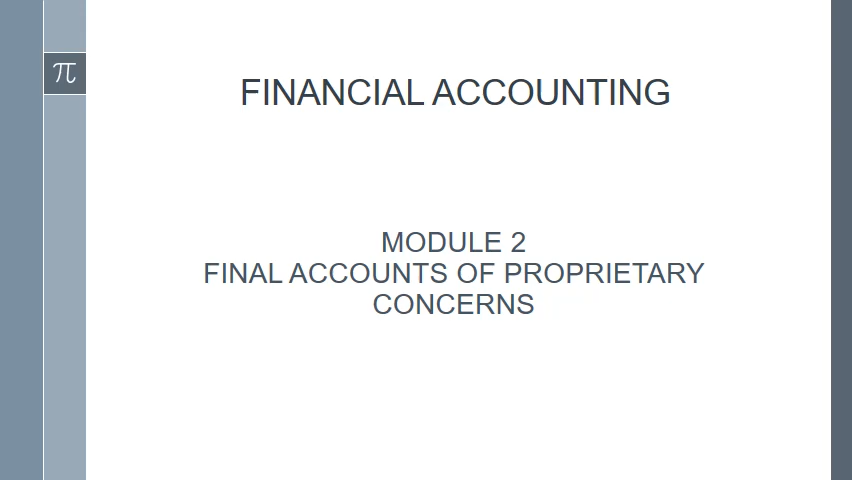 π
FINANCIAL ACCOUNTING
MODULE 2
FINAL ACCOUNTS OF PROPRIETARY
CONCERNS